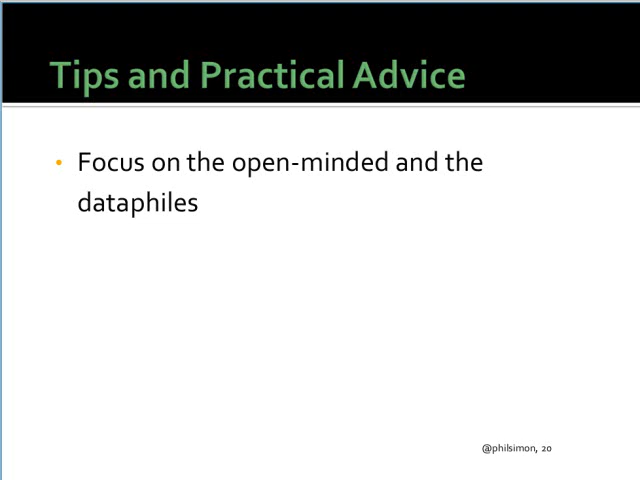 Tips and Practical Advice
• Focus on the open-minded and the
dataphiles
@philsimon, 20